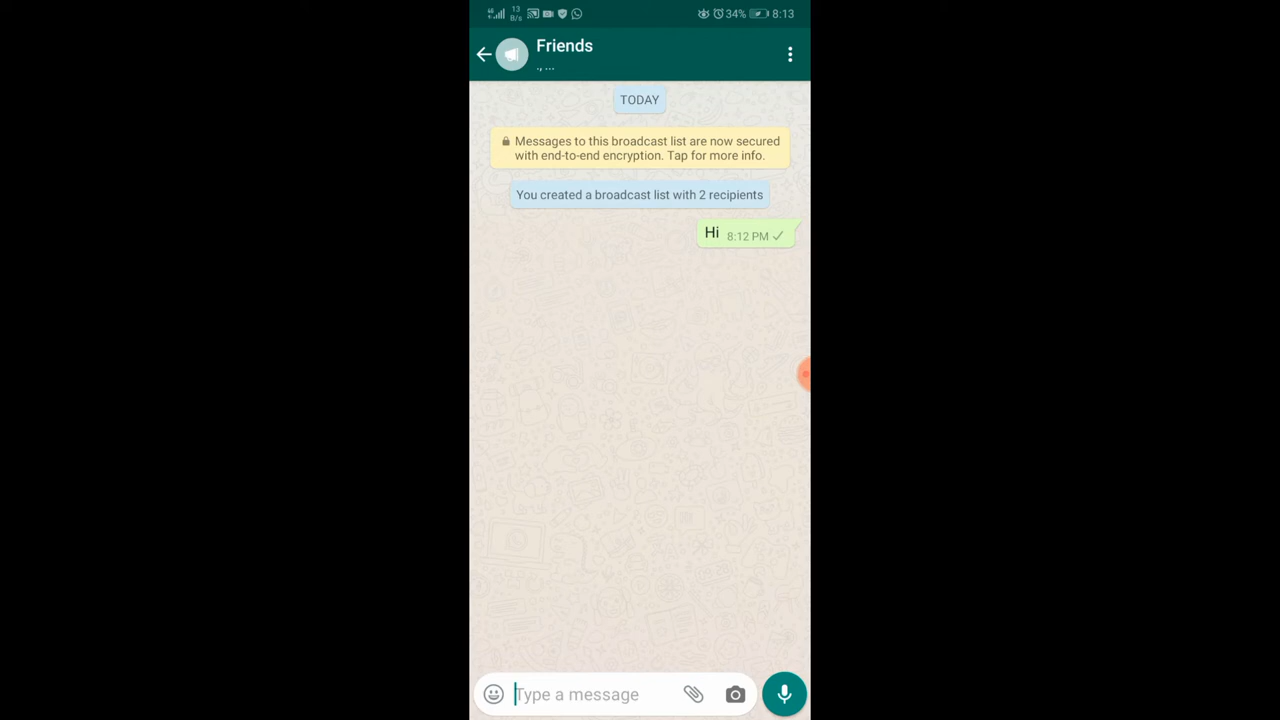 13 B/s 34% 8:13
Friends
., ...
TODAY
Messages to this broadcast list are now secured
with end-to-end encryption. Tap for more info.
You created a broadcast list with 2 recipients
Hi 8:12 PM
Type a message